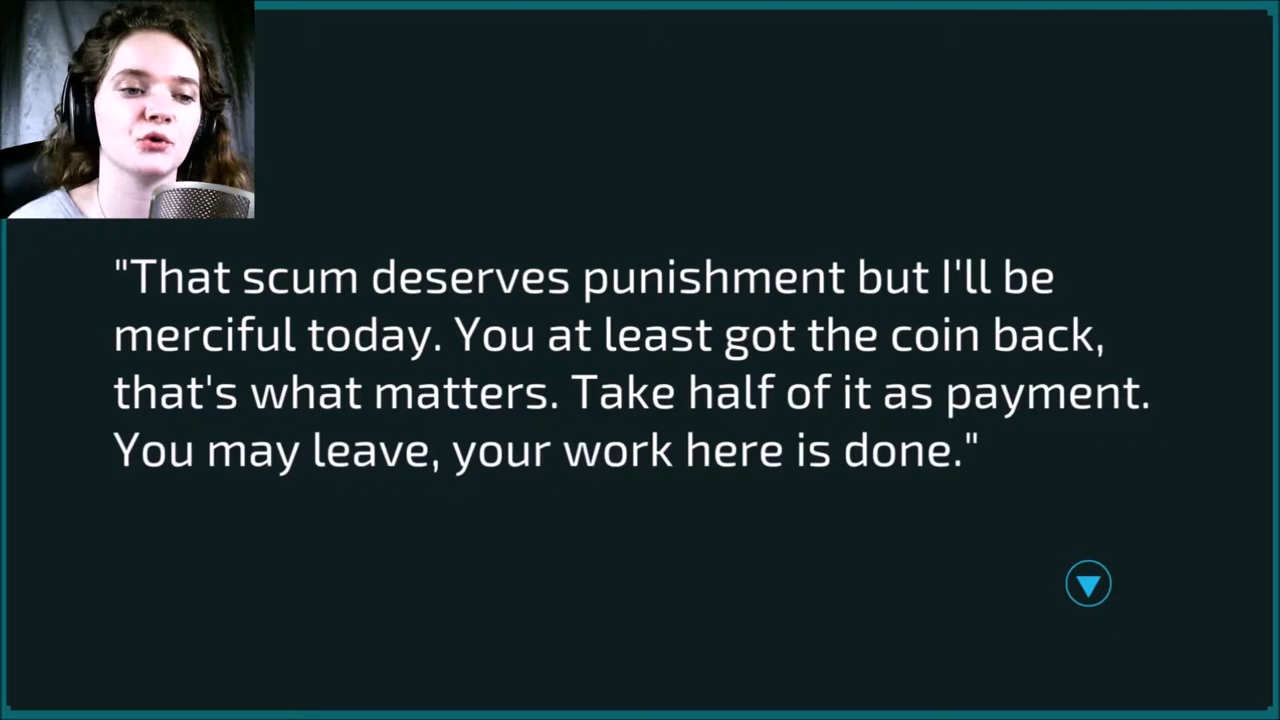 "That scum deserves punishment but I'll be
merciful today. You at least got the coin back,
that's what matters. Take half of it as payment.
You may leave, your work here is done."